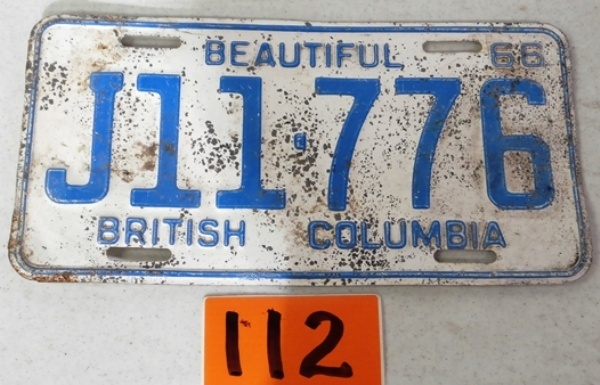 BEAUTIFUL 66
J11·776
BRITISH COLUMBIA
112